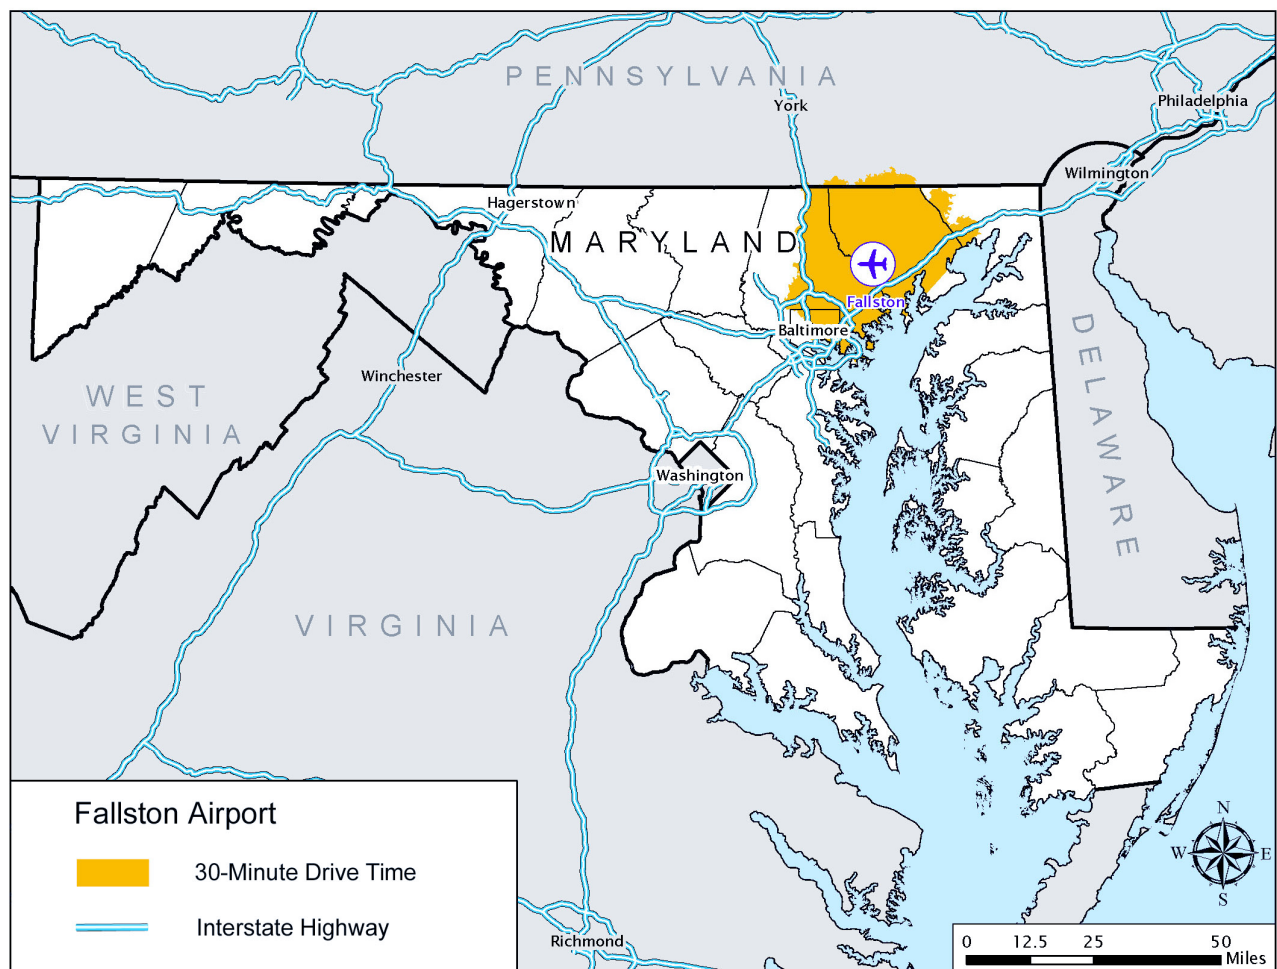 PENNSYLVANIA
Philadelphia
York
Wilmington
Hagerstown
MARYLAND
Fallston
Baltimore
DELAWARE
Winchester
WEST
VIRGINIA
Washington
VIRGINIA
Fallston Airport
30-Minute Drive Time
Interstate Highway
Richmond
N
W
E
S
0 12.5 25 50
Miles